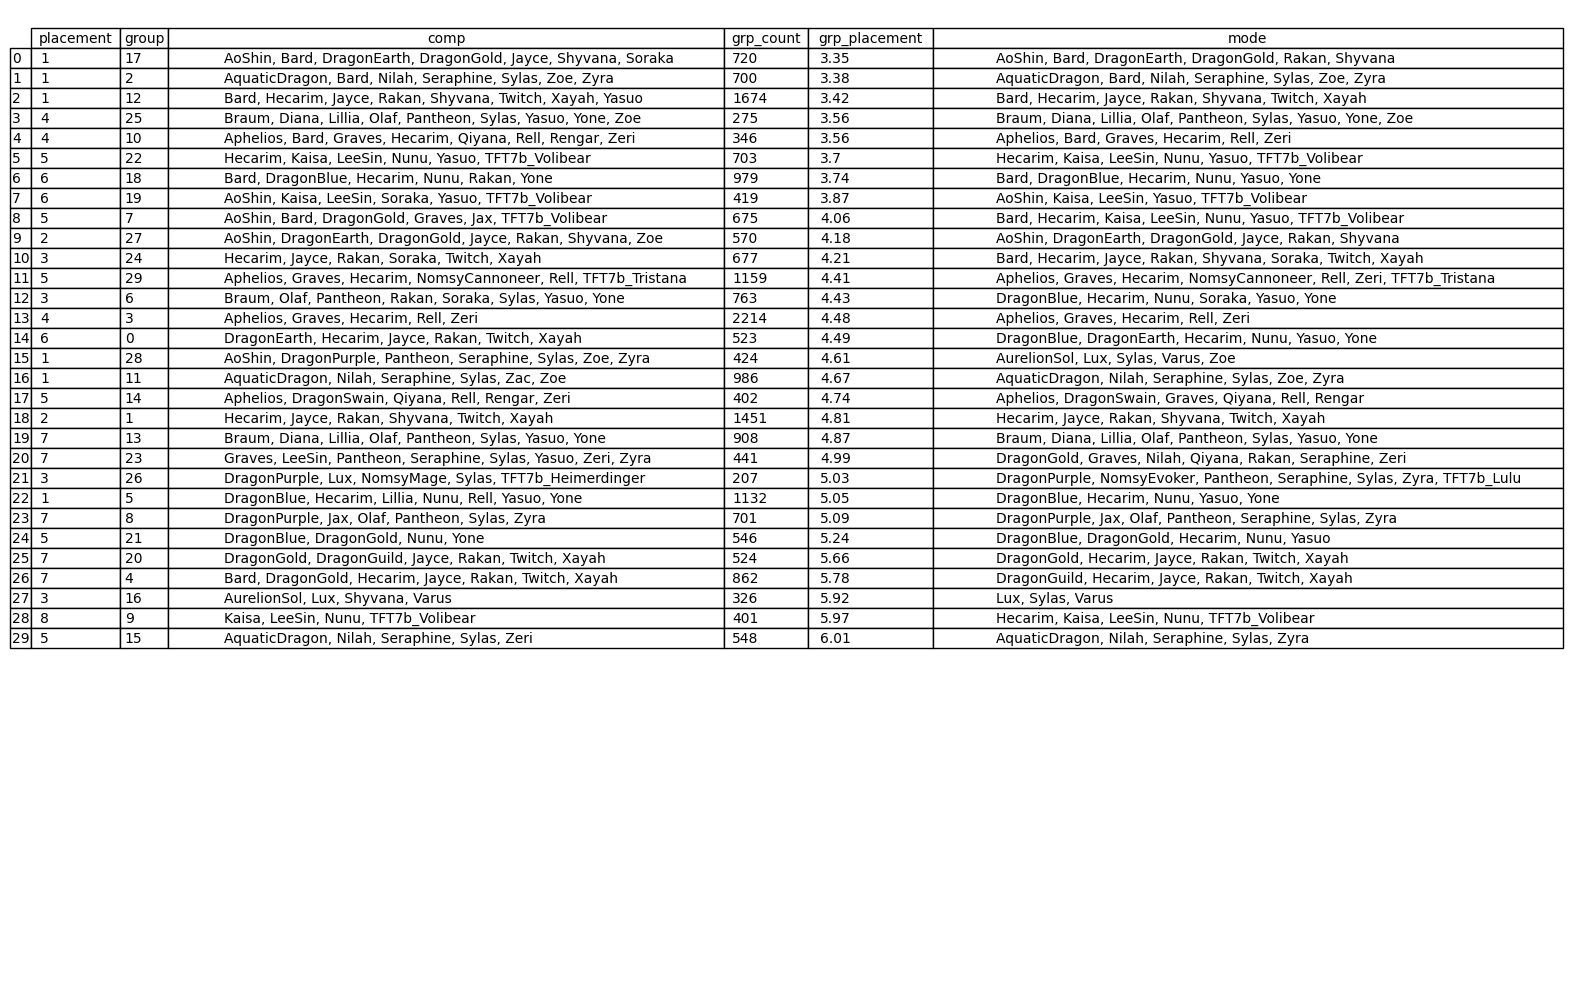 placement group comp grp_count grp_placement mode
0 1 17 AoShin, Bard, DragonEarth, DragonGold, Jayce, Shyvana, Soraka 720 3.35 AoShin, Bard, DragonEarth, DragonGold, Rakan, Shyvana
1 1 2 AquaticDragon, Bard, Nilah, Seraphine, Sylas, Zoe, Zyra 700 3.38 AquaticDragon, Bard, Nilah, Seraphine, Sylas, Zoe, Zyra
2 1 12 Bard, Hecarim, Jayce, Rakan, Shyvana, Twitch, Xayah, Yasuo 1674 3.42 Bard, Hecarim, Jayce, Rakan, Shyvana, Twitch, Xayah
3 4 25 Braum, Diana, Lillia, Olaf, Pantheon, Sylas, Yasuo, Yone, Zoe 275 3.56 Braum, Diana, Lillia, Olaf, Pantheon, Sylas, Yasuo, Yone, Zoe
4 4 10 Aphelios, Bard, Graves, Hecarim, Qiyana, Rell, Rengar, Zeri 346 3.56 Aphelios, Bard, Graves, Hecarim, Rell, Zeri
5 5 22 Hecarim, Kaisa, LeeSin, Nunu, Yasuo, TFT7b_Volibear 703 3.7 Hecarim, Kaisa, LeeSin, Nunu, Yasuo, TFT7b_Volibear
6 6 18 Bard, DragonBlue, Hecarim, Nunu, Rakan, Yone 979 3.74 Bard, DragonBlue, Hecarim, Nunu, Yasuo, Yone
7 6 19 AoShin, Kaisa, LeeSin, Soraka, Yasuo, TFT7b_Volibear 419 3.87 AoShin, Kaisa, LeeSin, Yasuo, TFT7b_Volibear
8 5 7 AoShin, Bard, DragonGold, Graves, Jax, TFT7b_Volibear 675 4.06 Bard, Hecarim, Kaisa, LeeSin, Nunu, Yasuo, TFT7b_Volibear
9 2 27 AoShin, DragonEarth, DragonGold, Jayce, Rakan, Shyvana, Zoe 570 4.18 AoShin, DragonEarth, DragonGold, Jayce, Rakan, Shyvana
10 3 24 Hecarim, Jayce, Rakan, Soraka, Twitch, Xayah 677 4.21 Bard, Hecarim, Jayce, Rakan, Shyvana, Soraka, Twitch, Xayah
11 5 29 Aphelios, Graves, Hecarim, NomsyCannoneer, Rell, TFT7b_Tristana 1159 4.41 Aphelios, Graves, Hecarim, NomsyCannoneer, Rell, Zeri, TFT7b_Tristana
12 3 6 Braum, Olaf, Pantheon, Rakan, Soraka, Sylas, Yasuo, Yone 763 4.43 DragonBlue, Hecarim, Nunu, Soraka, Yasuo, Yone
13 4 3 Aphelios, Graves, Hecarim, Rell, Zeri 2214 4.48 Aphelios, Graves, Hecarim, Rell, Zeri
14 6 0 DragonEarth, Hecarim, Jayce, Rakan, Twitch, Xayah 523 4.49 DragonBlue, DragonEarth, Hecarim, Nunu, Yasuo, Yone
15 1 28 AoShin, DragonPurple, Pantheon, Seraphine, Sylas, Zoe, Zyra 424 4.61 AurelionSol, Lux, Sylas, Varus, Zoe
16 1 11 AquaticDragon, Nilah, Seraphine, Sylas, Zac, Zoe 986 4.67 AquaticDragon, Nilah, Seraphine, Sylas, Zoe, Zyra
17 5 14 Aphelios, DragonSwain, Qiyana, Rell, Rengar, Zeri 402 4.74 Aphelios, DragonSwain, Graves, Qiyana, Rell, Rengar
18 2 1 Hecarim, Jayce, Rakan, Shyvana, Twitch, Xayah 1451 4.81 Hecarim, Jayce, Rakan, Shyvana, Twitch, Xayah
19 7 13 Braum, Diana, Lillia, Olaf, Pantheon, Sylas, Yasuo, Yone 908 4.87 Braum, Diana, Lillia, Olaf, Pantheon, Sylas, Yasuo, Yone
20 7 23 Graves, LeeSin, Pantheon, Seraphine, Sylas, Yasuo, Zeri, Zyra 441 4.99 DragonGold, Graves, Nilah, Qiyana, Rakan, Seraphine, Zeri
21 3 26 DragonPurple, Lux, NomsyMage, Sylas, TFT7b_Heimerdinger 207 5.03 DragonPurple, NomsyEvoker, Pantheon, Seraphine, Sylas, Zyra, TFT7b_Lulu
22 1 5 DragonBlue, Hecarim, Lillia, Nunu, Rell, Yasuo, Yone 1132 5.05 DragonBlue, Hecarim, Nunu, Yasuo, Yone
23 7 8 DragonPurple, Jax, Olaf, Pantheon, Sylas, Zyra 701 5.09 DragonPurple, Jax, Olaf, Pantheon, Seraphine, Sylas, Zyra
24 5 21 DragonBlue, DragonGold, Nunu, Yone 546 5.24 DragonBlue, DragonGold, Hecarim, Nunu, Yasuo
25 7 20 DragonGold, DragonGuild, Jayce, Rakan, Twitch, Xayah 524 5.66 DragonGold, Hecarim, Jayce, Rakan, Twitch, Xayah
26 7 4 Bard, DragonGold, Hecarim, Jayce, Rakan, Twitch, Xayah 862 5.78 DragonGuild, Hecarim, Jayce, Rakan, Twitch, Xayah
27 3 16 AurelionSol, Lux, Shyvana, Varus 326 5.92 Lux, Sylas, Varus
28 8 9 Kaisa, LeeSin, Nunu, TFT7b_Volibear 401 5.97 Hecarim, Kaisa, LeeSin, Nunu, TFT7b_Volibear
29 5 15 AquaticDragon, Nilah, Seraphine, Sylas, Zeri 548 6.01 AquaticDragon, Nilah, Seraphine, Sylas, Zyra